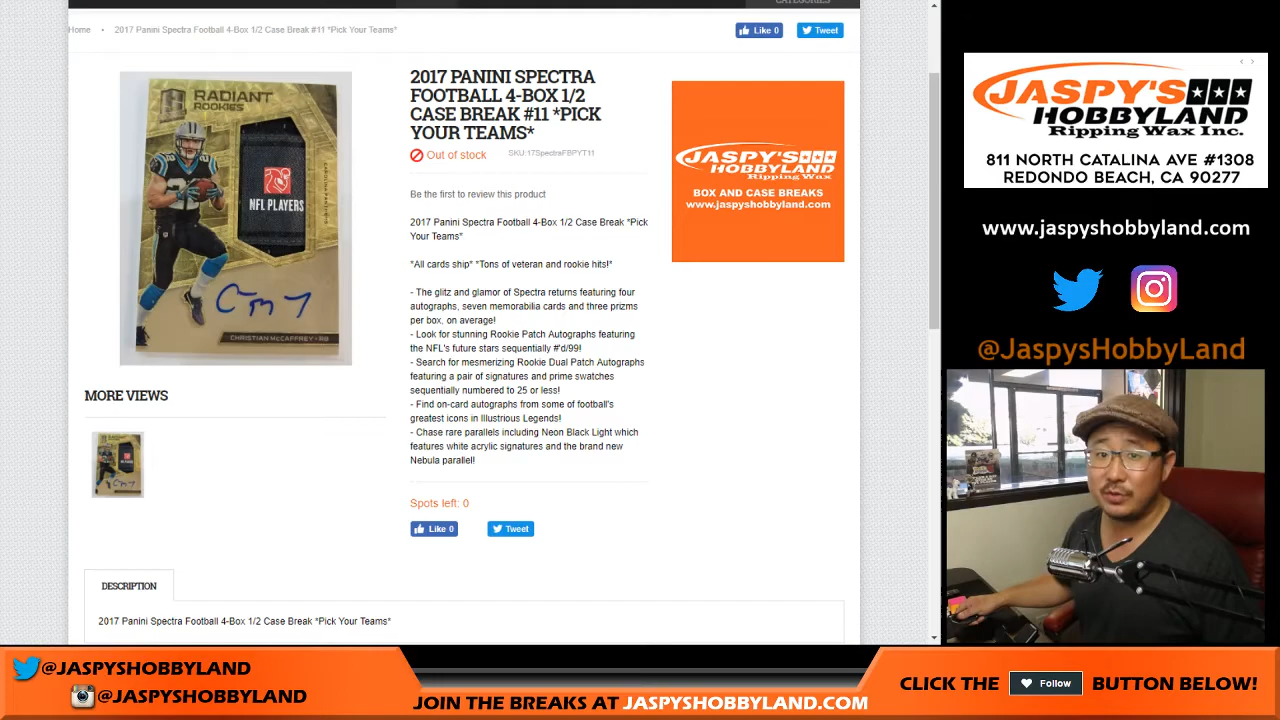 CATEGORIES
Home • 2017 Panini Spectra Football 4-Box 1/2 Case Break #11 *Pick Your Teams*
Like 0
Tweet
RADIANT
ROOKIES
NFL PLAYERS
CHRISTIAN McCAFFREY • RB
MORE VIEWS
2017 PANINI SPECTRA
FOOTBALL 4-BOX 1/2
CASE BREAK #11 *PICK
YOUR TEAMS*
Out of stock
SKU:17SpectraFBPYT11
Be the first to review this product
2017 Panini Spectra Football 4-Box 1/2 Case Break *Pick
Your Teams*
*All cards ship* *Tons of veteran and rookie hits!*
- The glitz and glamor of Spectra returns featuring four
autographs, seven memorabilia cards and three prizms
per box, on average!
- Look for stunning Rookie Patch Autographs featuring
the NFL's future stars sequentially #'d/99!
- Search for mesmerizing Rookie Dual Patch Autographs
featuring a pair of signatures and prime swatches
sequentially numbered to 25 or less!
- Find on-card autographs from some of football's
greatest icons in Illustrious Legends!
- Chase rare parallels including Neon Black Light which
features white acrylic signatures and the brand new
Nebula parallel!
Spots left: 0
Like 0
Tweet
DESCRIPTION
2017 Panini Spectra Football 4-Box 1/2 Case Break *Pick Your Teams*
JASPY'S
HOBBYLAND
Ripping Wax
BOX AND CASE BREAKS
www.jaspyshobbyland.com
JASPY'S
HOBBYLAND
Ripping Wax Inc.
811 NORTH CATALINA AVE #1308
REDONDO BEACH, CA 90277
www.jaspyshobbyland.com
@JaspysHobbyLand
@JASPYSHOBBYLAND
@JASPYSHOBBYLAND
JOIN THE BREAKS AT JASPYSHOBBYLAND.COM
CLICK THE Follow BUTTON BELOW!